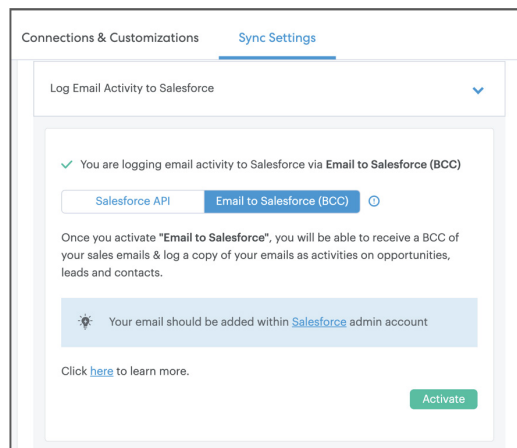 Connections & Customizations Sync Settings
Log Email Activity to Salesforce
You are logging email activity to Salesforce via Email to Salesforce (BCC)
Salesforce API Email to Salesforce (BCC)
Once you activate "Email to Salesforce", you will be able to receive a BCC of
your sales emails & log a copy of your emails as activities on opportunities,
leads and contacts.
Your email should be added within Salesforce admin account
Click here to learn more.
Activate